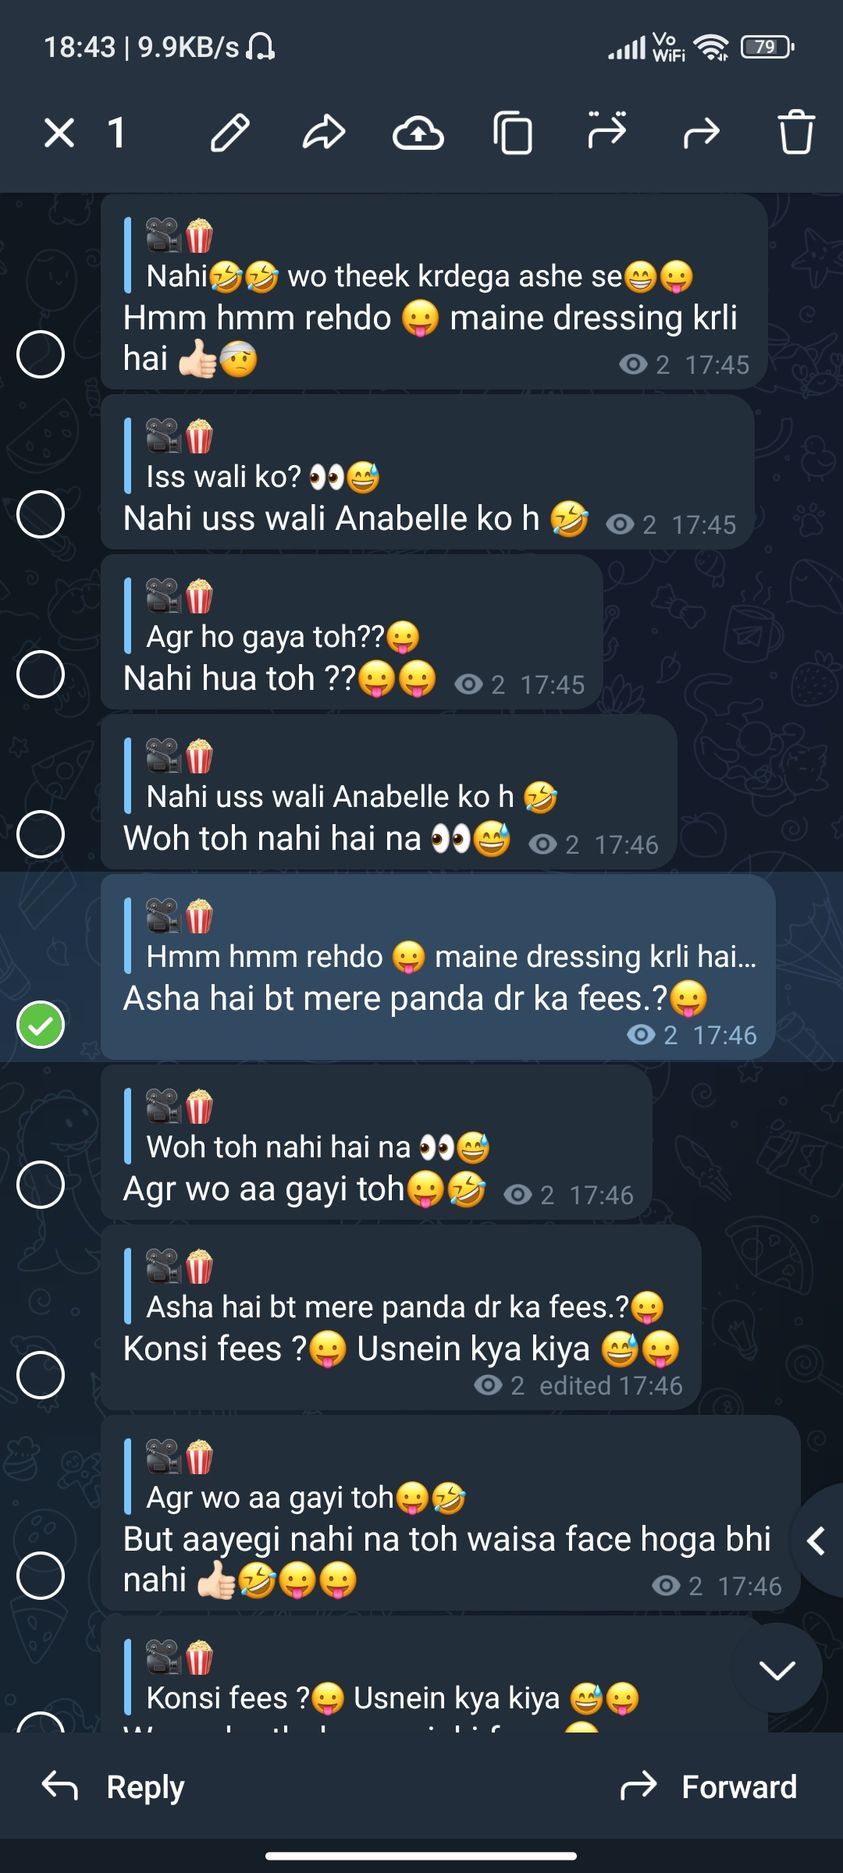 18:43 | 9.9KB/s
Vo
WiFi
79
1
🎥🍿
Nahi🤣🤣 wo theek krdega ashe se😁😛
Hmm hmm rehdo 😛 maine dressing krli
hai 👍🏻🤕
2 17:45
🎥🍿
Iss wali ko? 👀😅
Nahi uss wali Anabelle ko h 🤣 2 17:45
🎥🍿
Agr ho gaya toh??😛
Nahi hua toh ??😛😛 2 17:45
🎥🍿
Nahi uss wali Anabelle ko h 🤣
Woh toh nahi hai na 👀😅 2 17:46
🎥🍿
Hmm hmm rehdo 😛 maine dressing krli hai...
Asha hai bt mere panda dr ka fees.?😛
2 17:46
🎥🍿
Woh toh nahi hai na 👀😅
Agr wo aa gayi toh😛🤣 2 17:46
🎥🍿
Asha hai bt mere panda dr ka fees.?😛
Konsi fees ?😛 Usnein kya kiya 😅😛
2 edited 17:46
🎥🍿
Agr wo aa gayi toh😛🤣
But aayegi nahi na toh waisa face hoga bhi
nahi 👍🏻🤣😛😛 2 17:46
🎥🍿
Konsi fees ?😛 Usnein kya kiya 😅😛
Reply
Forward